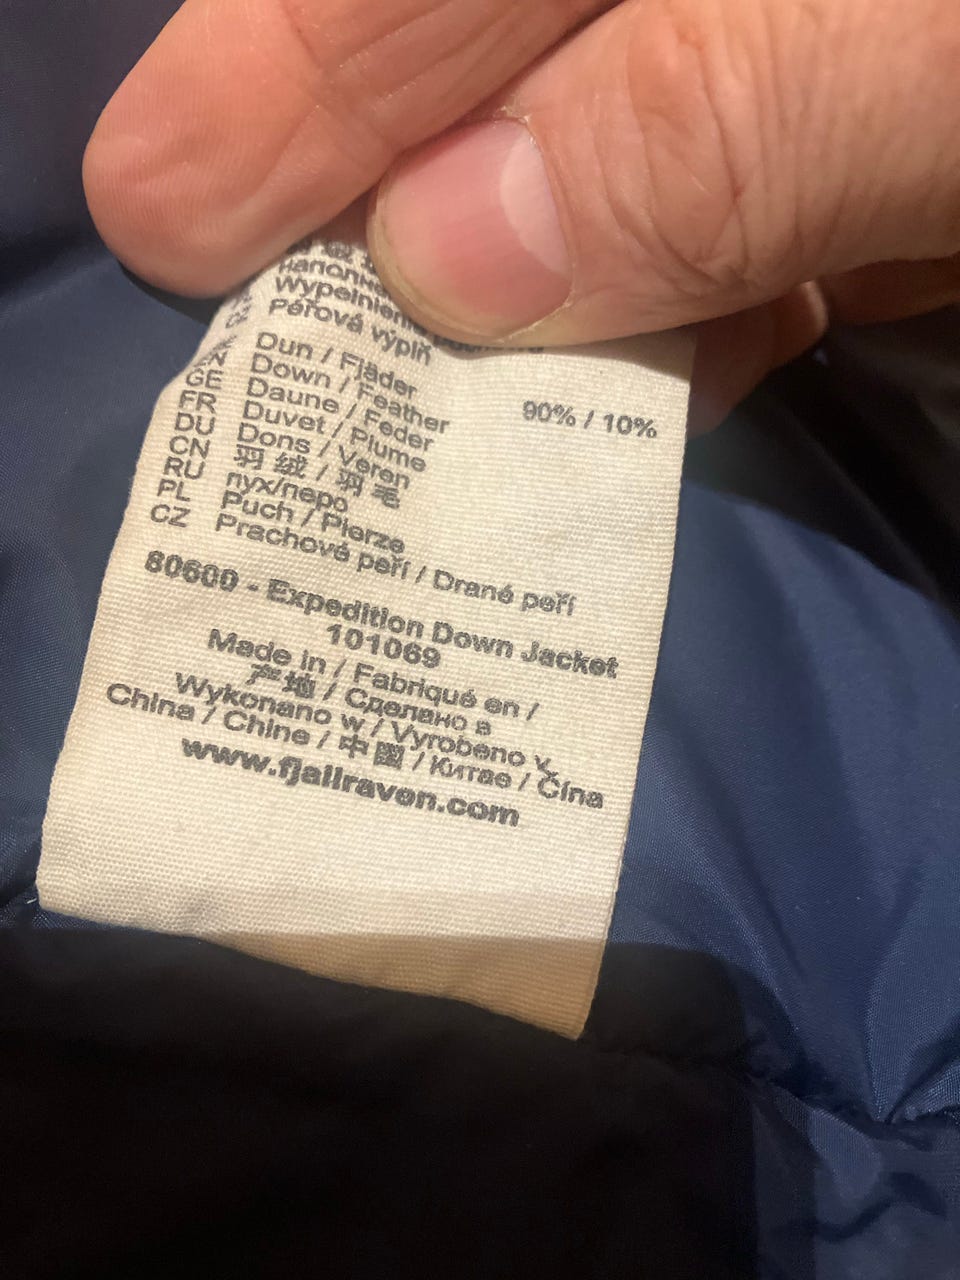 Wypełnienie
CZ Péřová výplň
Dun / Fjäder
EN Down / Feather 90% / 10%
GE Daune / Feder
FR Duvet / Plume
DU Dons / Veren
CN 羽 绒 / 羽 毛
RU пух/перо
PL Puch / Pierze
CZ Prachové peří / Drané peří
80600 - Expedition Down Jacket
101069
Made in / Fabriqué en /
产地 / Сделано в
Wykonano w / Vyrobeno v
China / Chine / 中国 / Китае / Čína
www.fjallraven.com